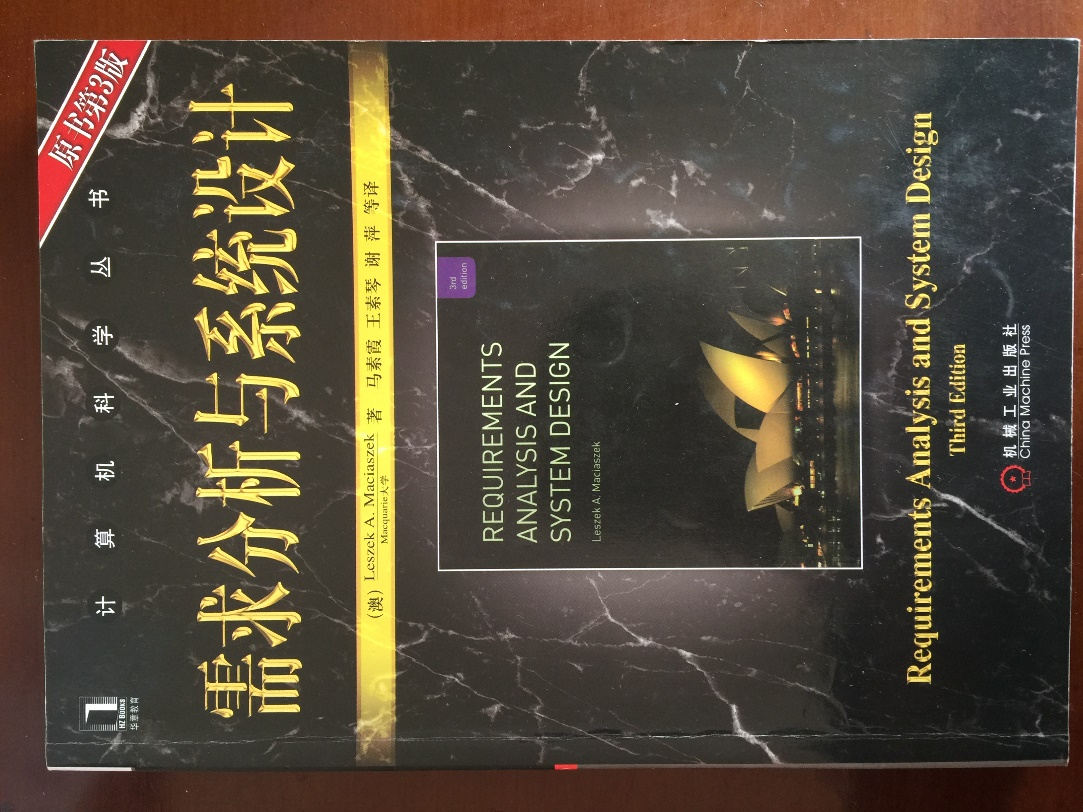 原书第3版
HZ BOOKS
华章教育
计算机科学丛书
需求分析与系统设计
(澳) Leszek A. Maciaszek 著 马素霞 王素琴 谢萍 等译
Macquarie大学
3rd
edition
REQUIREMENTS
ANALYSIS AND
SYSTEM DESIGN
Leszek A. Maciaszek
Requirements Analysis and System Design
Third Edition
机械工业出版社
China Machine Press